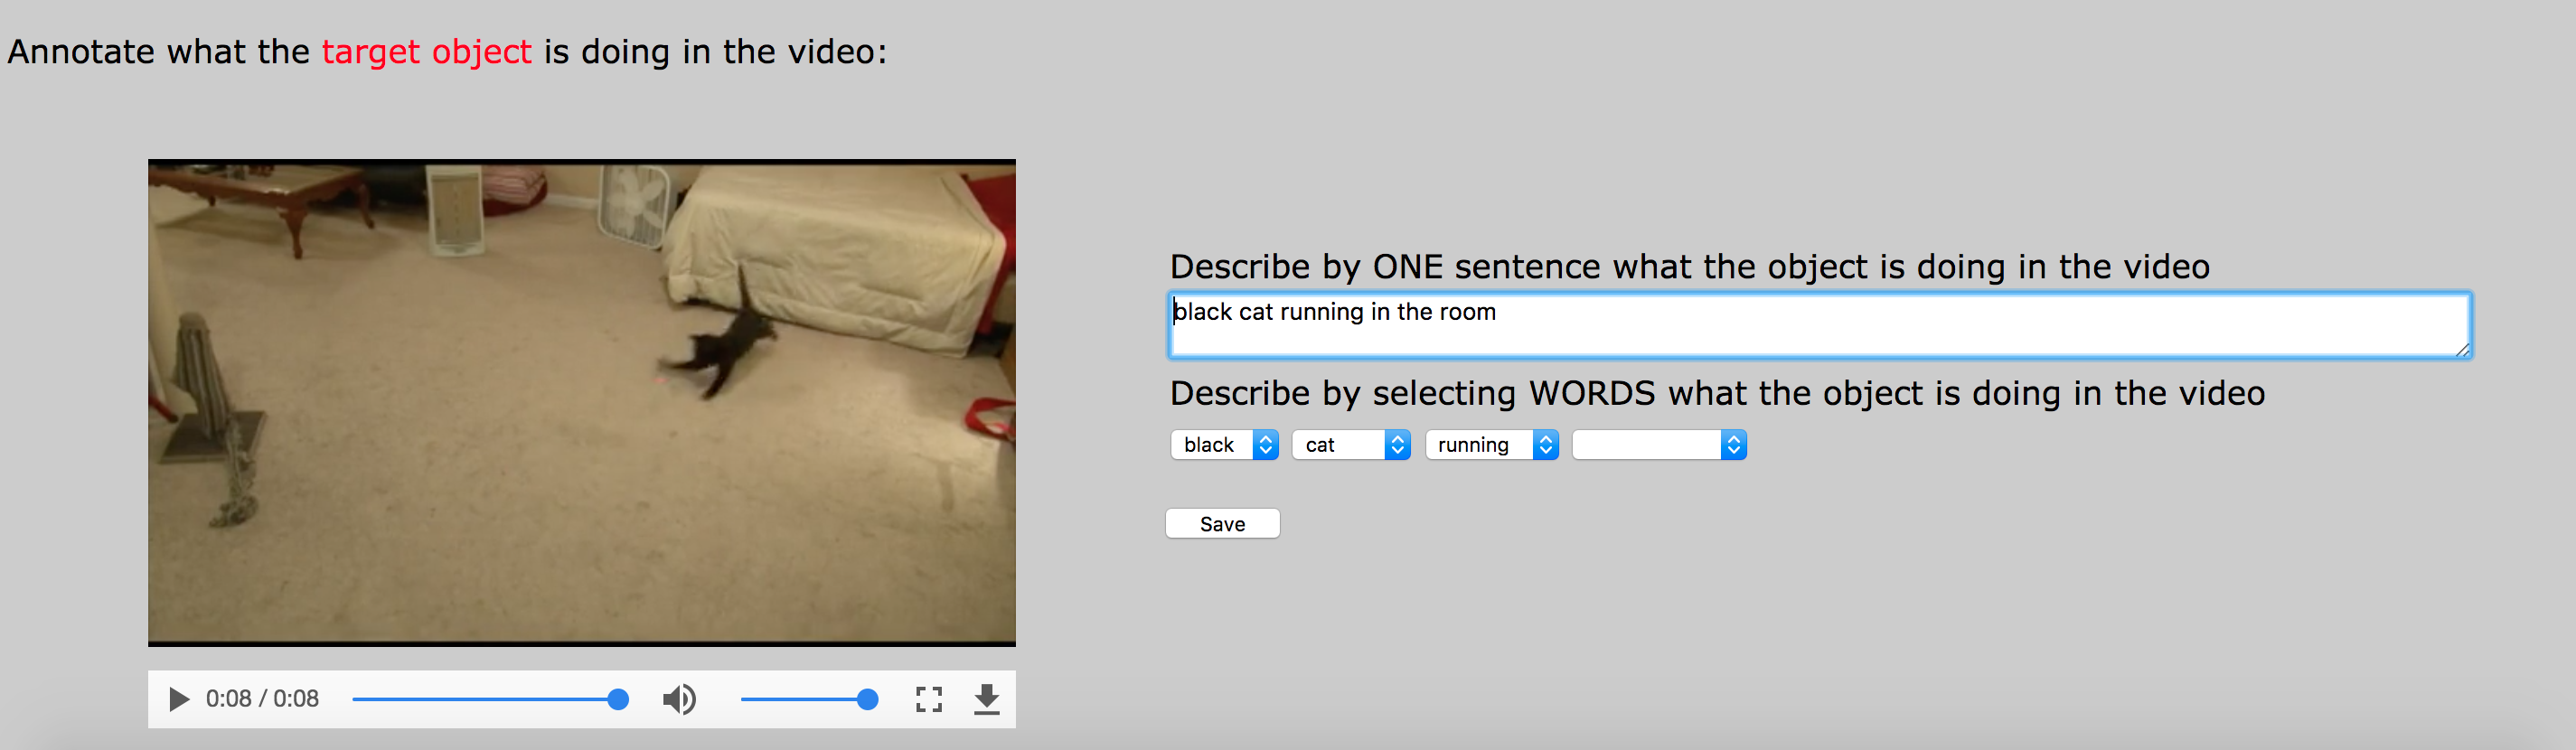 Annotate what the target object is doing in the video:
Describe by ONE sentence what the object is doing in the video
black cat running in the room
Describe by selecting WORDS what the object is doing in the video
black cat running
Save
0:08 / 0:08